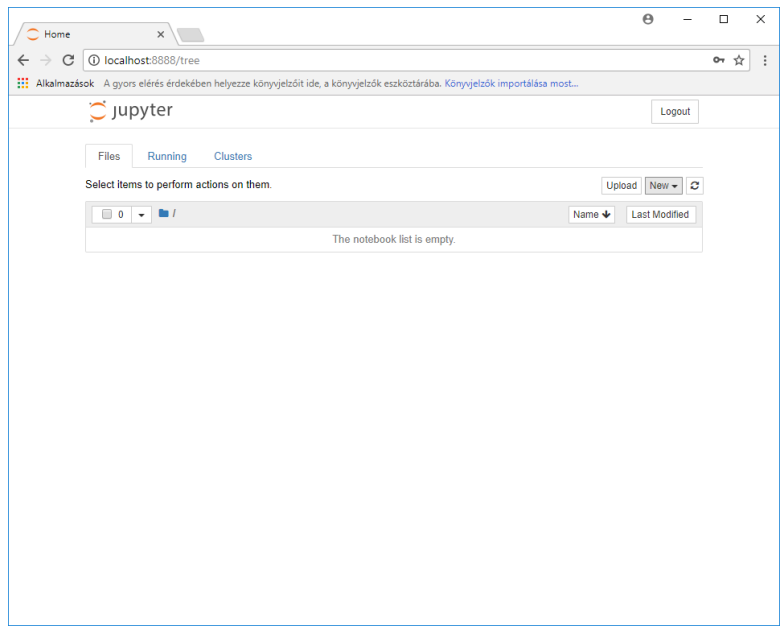 Home
localhost:8888/tree
Alkalmazások A gyors elérés érdekében helyezze könyvjelzőit ide, a könyvjelzők eszköztárába. Könyvjelzők importálása most...
jupyter
Logout
Files Running Clusters
Select items to perform actions on them.
Upload New
0 /
Name Last Modified
The notebook list is empty.